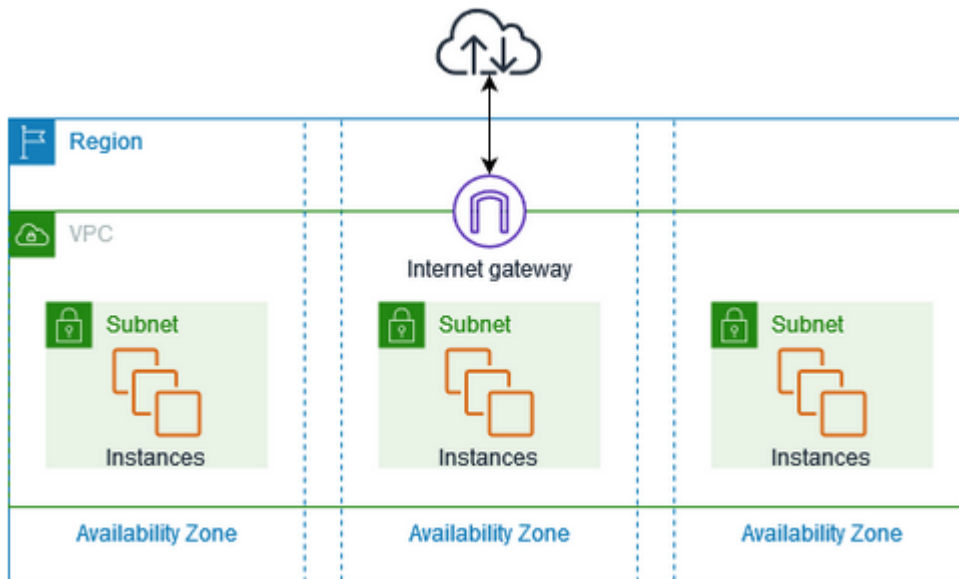 Region
VPC
Internet gateway
Subnet
Subnet
Subnet
Instances
Instances
Instances
Availability Zone
Availability Zone
Availability Zone